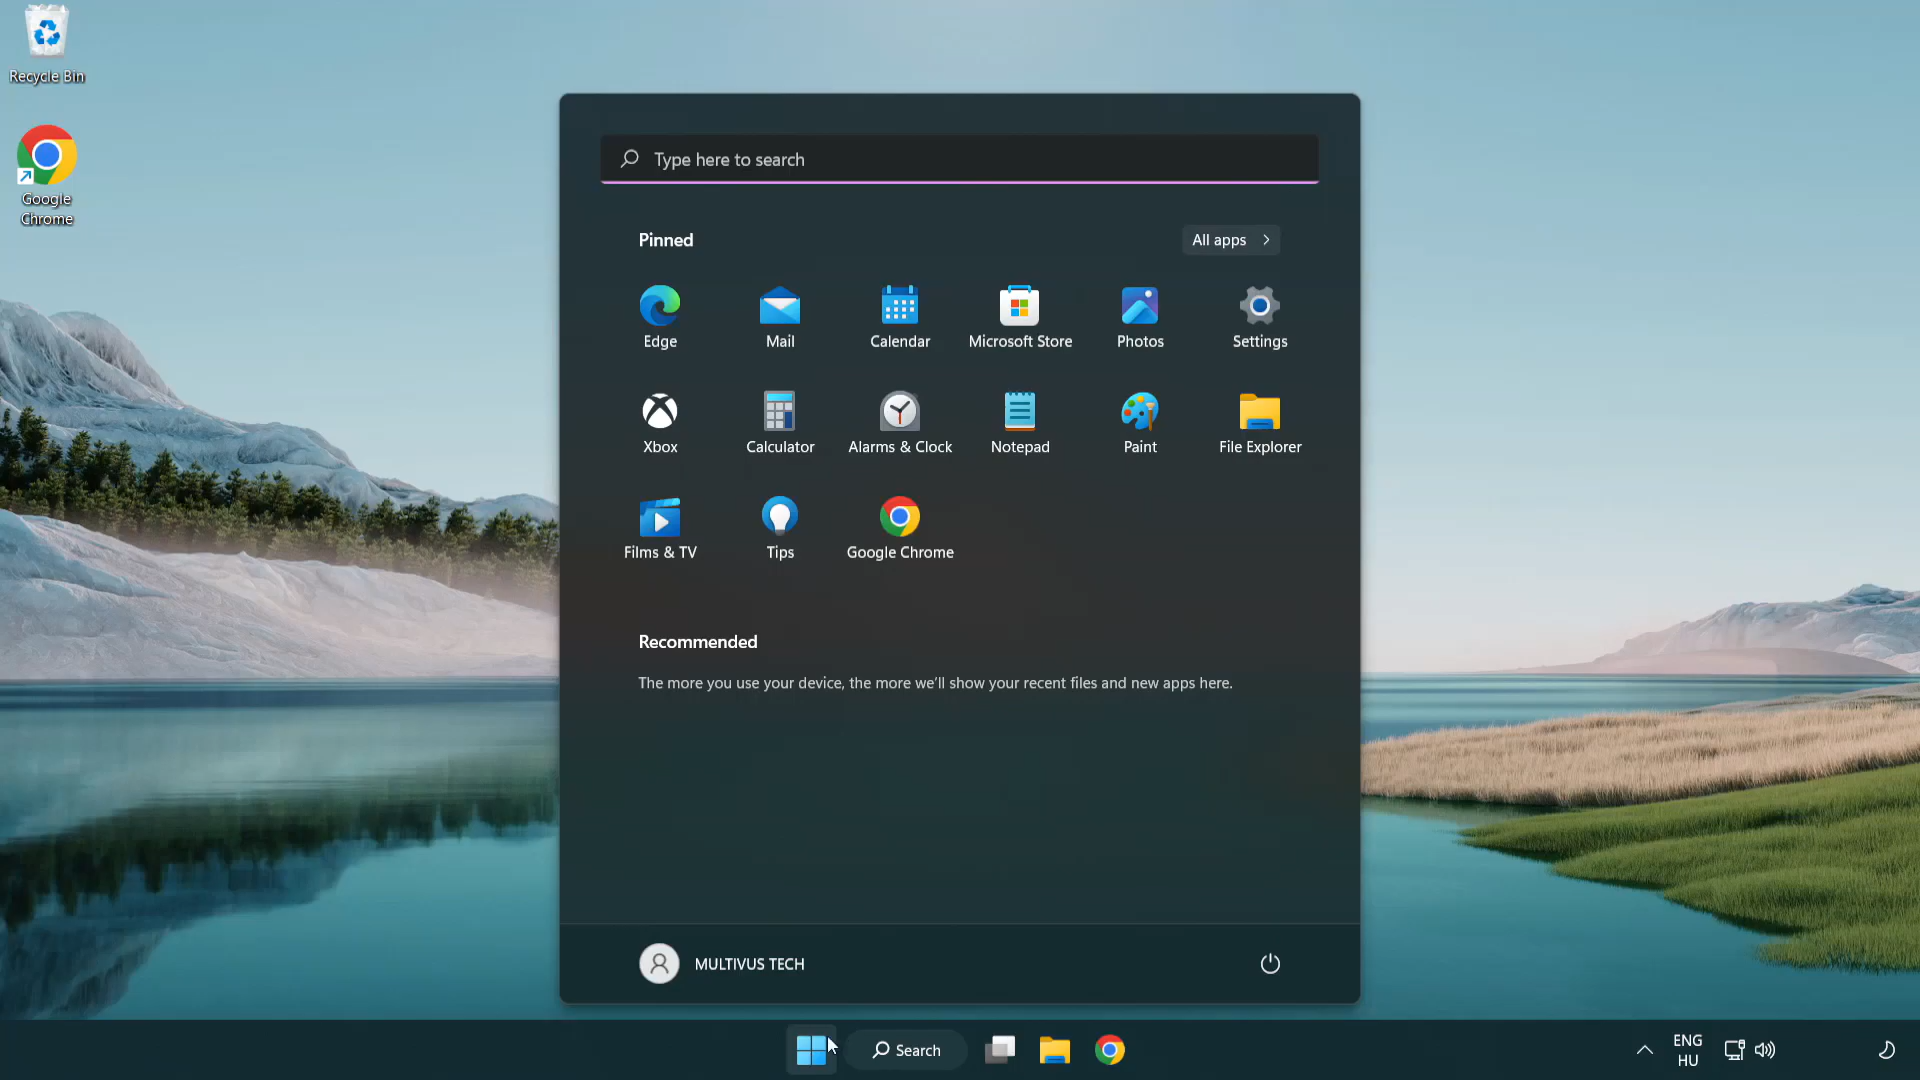 Recycle Bin
Google
Chrome
Type here to search
Pinned
All apps
Edge
Mail
Calendar
Microsoft Store
Photos
Settings
Xbox
Calculator
Alarms & Clock
Notepad
Paint
File Explorer
Films & TV
Tips
Google Chrome
Recommended
The more you use your device, the more we'll show your recent files and new apps here.
MULTIVUS TECH
Search
ENG
HU